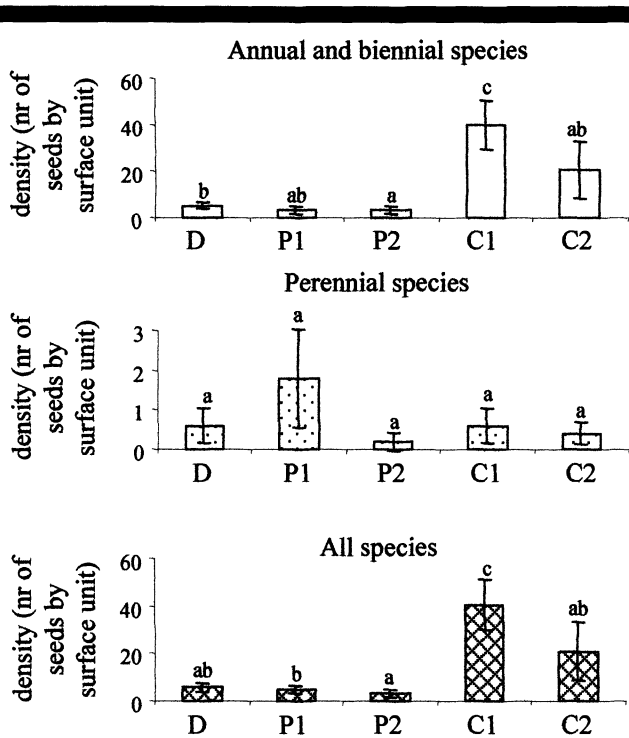 Annual and biennial species
density (nr of
seeds by
surface unit)
60
40
20
0
b
ab
a
c
ab
D P1 P2 C1 C2
Perennial species
density (nr of
seeds by
surface unit)
3
2
1
0
a
a
a
a
a
D P1 P2 C1 C2
All species
density (nr of
seeds by
surface unit)
60
40
20
0
ab
b
a
c
ab
D P1 P2 C1 C2